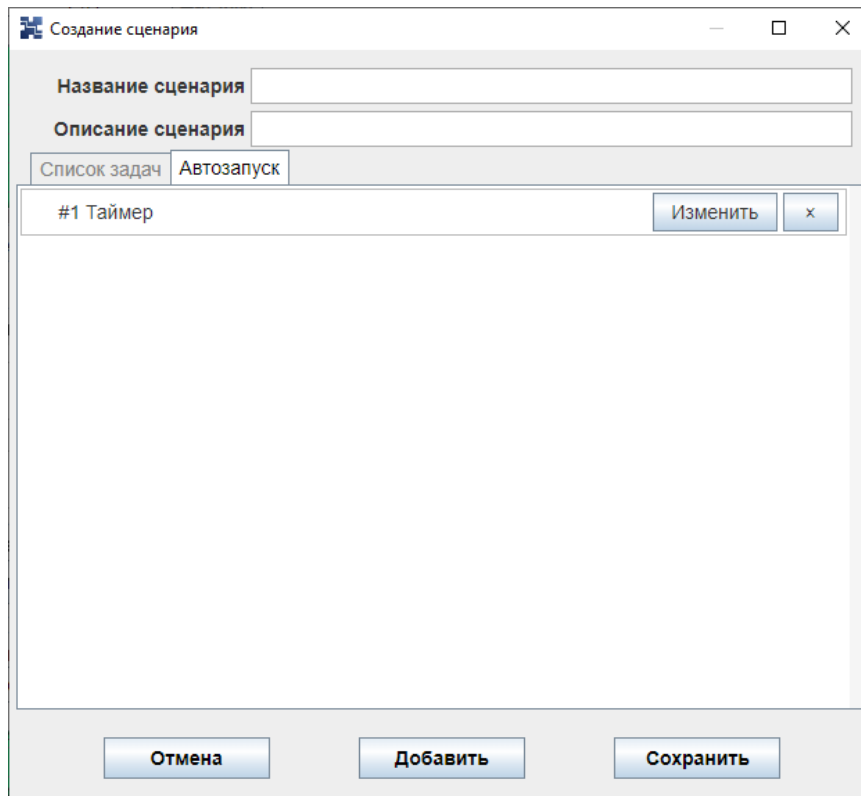 Создание сценария
Название сценария
Описание сценария
Список задач Автозапуск
#1 Таймер Изменить x
Отмена Добавить Сохранить